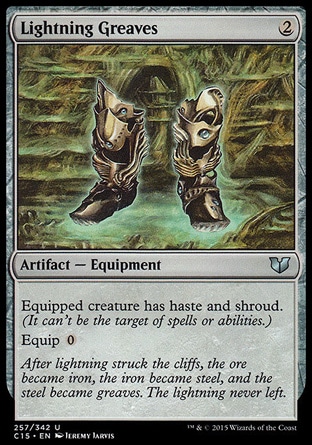 Lightning Greaves 2
Artifact — Equipment
Equipped creature has haste and shroud.
(It can't be the target of spells or abilities.)
Equip 0
After lightning struck the cliffs, the ore
became iron, the iron became steel, and the
steel became greaves. The lightning never left.
257/342 U
C15 • EN Jeremy Jarvis ™ & © 2015 Wizards of the Coast